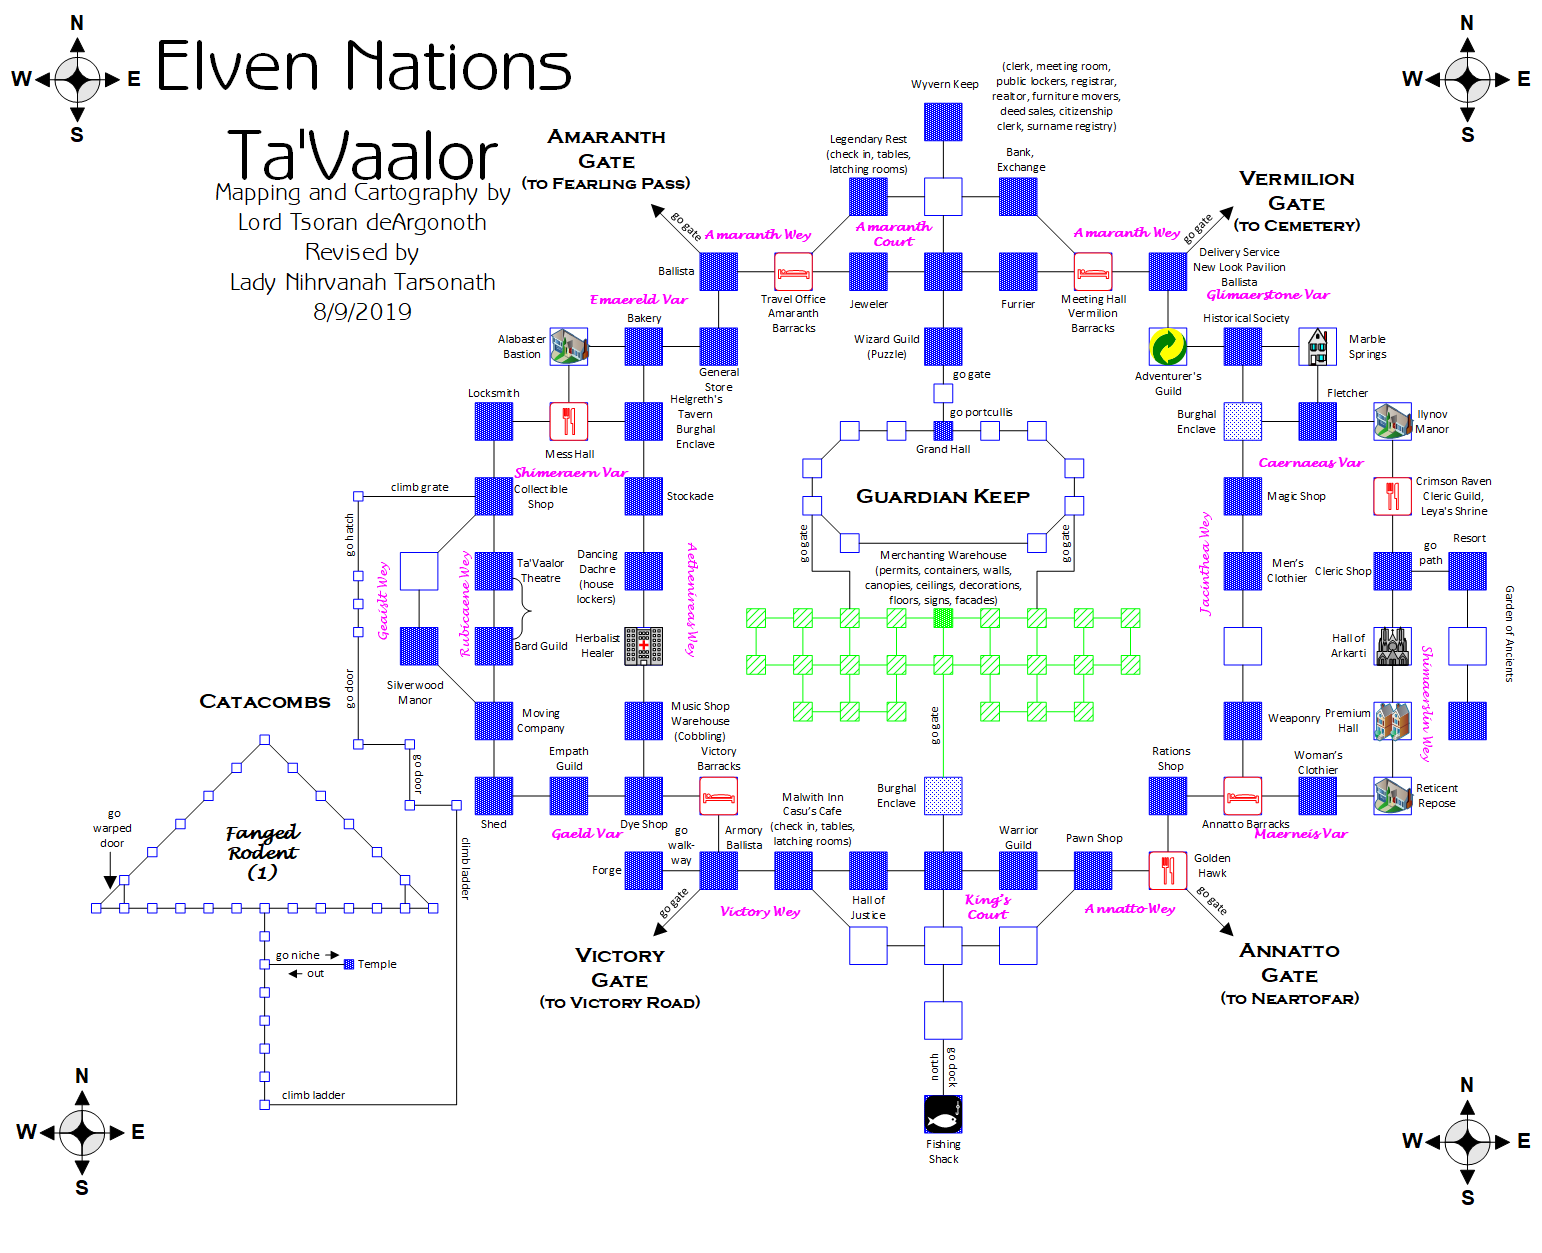 N
W E
S
Elven Nations
Ta'Vaalor
Mapping and Cartography by
Lord Tsoran deArgonoth
Revised by
Lady Nihrvanah Tarsonath
8/9/2019
N
W E
S
Amaranth
Gate
(to Fearling Pass)
go gate
Wyvern Keep
(clerk, meeting room,
public lockers, registrar,
realtor, furniture movers,
deed sales, citizenship
clerk, surname registry)
Legendary Rest
(check in, tables,
latching rooms)
Bank,
Exchange
Vermilion
Gate
(to Cemetery)
go gate
Amaranth Wey
Amaranth
Court
Amaranth Wey
Ballista
Travel Office
Amaranth
Barracks
Jeweler
Furrier
Meeting Hall
Vermilion
Barracks
Delivery Service
New Look Pavilion
Ballista
Emaereld Var
Glimaerstone Var
Alabaster
Bastion
Bakery
General
Store
Wizard Guild
(Puzzle)
Adventurer's
Guild
Historical Society
Marble
Springs
go gate
go portcullis
Grand Hall
Locksmith
Mess Hall
Helgreth's
Tavern
Burghal
Enclave
Burghal
Enclave
Fletcher
Ilynov
Manor
Shimeraern Var
Caernaeas Var
climb grate
Collectible
Shop
Stockade
Guardian Keep
go gate
go gate
Magic Shop
Crimson Raven
Cleric Guild,
Leya's Shrine
go hatch
Geaislt Wey
Rubicaene Wey
Ta'Vaalor
Theatre
Dancing
Dachre
(house
lockers)
Aethenireas Wey
Merchanting Warehouse
(permits, containers, walls,
canopies, ceilings, decorations,
floors, signs, facades)
Jacinthea Wey
Men's
Clothier
Cleric Shop
go
path
Resort
Garden of Ancients
Silverwood
Manor
Bard Guild
Herbalist
Healer
Hall of
Arkarti
Shimaerslin Wey
go door
Catacombs
Moving
Company
Music Shop
Warehouse
(Cobbling)
go gate
Weaponry
Premium
Hall
go door
Empath
Guild
Victory
Barracks
Rations
Shop
Woman's
Clothier
Shed
Dye Shop
Burghal
Enclave
Annatto Barracks
Reticent
Repose
Gaeld Var
Maerneis Var
go
warped
door
Fanged
Rodent
(1)
climb ladder
Forge
go
walk-
way
Armory
Ballista
Malwith Inn
Casu's Cafe
(check in, tables,
latching rooms)
Hall of
Justice
Warrior
Guild
Pawn Shop
Golden
Hawk
go gate
go gate
Victory Wey
King's
Court
Annatto Wey
go niche
out
Temple
Victory
Gate
(to Victory Road)
Annatto
Gate
(to Neartofar)
north
go dock
climb ladder
Fishing
Shack
N
W E
S
N
W E
S